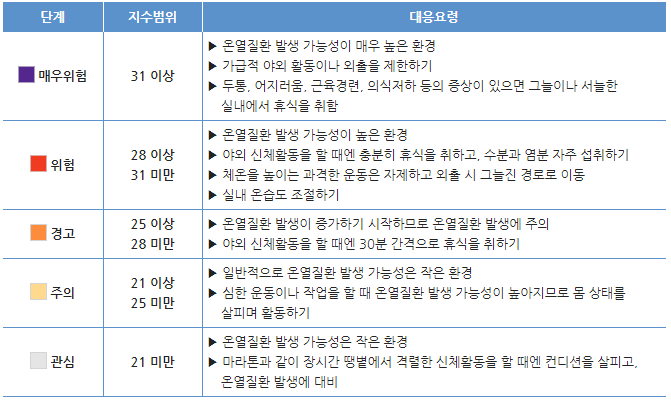 단계 지수범위 대응요령
매우위험
31 이상
▶ 온열질환 발생 가능성이 매우 높은 환경
▶ 가급적 야외 활동이나 외출을 제한하기
▶ 두통, 어지러움, 근육경련, 의식저하 등의 증상이 있으면 그늘이나 서늘한
실내에서 휴식을 취함
위험
28 이상
31 미만
▶ 온열질환 발생 가능성이 높은 환경
▶ 야외 신체활동을 할 때엔 충분히 휴식을 취하고, 수분과 염분 자주 섭취하기
▶ 체온을 높이는 과격한 운동은 자제하고 외출 시 그늘진 경로로 이동
▶ 실내 온습도 조절하기
경고
25 이상
28 미만
▶ 온열질환 발생이 증가하기 시작하므로 온열질환 발생에 주의
▶ 야외 신체활동을 할 때엔 30분 간격으로 휴식을 취하기
주의
21 이상
25 미만
▶ 일반적으로 온열질환 발생 가능성은 작은 환경
▶ 심한 운동이나 작업을 할 때 온열질환 발생 가능성이 높아지므로 몸 상태를
살피며 활동하기
관심
21 미만
▶ 온열질환 발생 가능성은 작은 환경
▶ 마라톤과 같이 장시간 땡볕에서 격렬한 신체활동을 할 때엔 컨디션을 살피고,
온열질환 발생에 대비